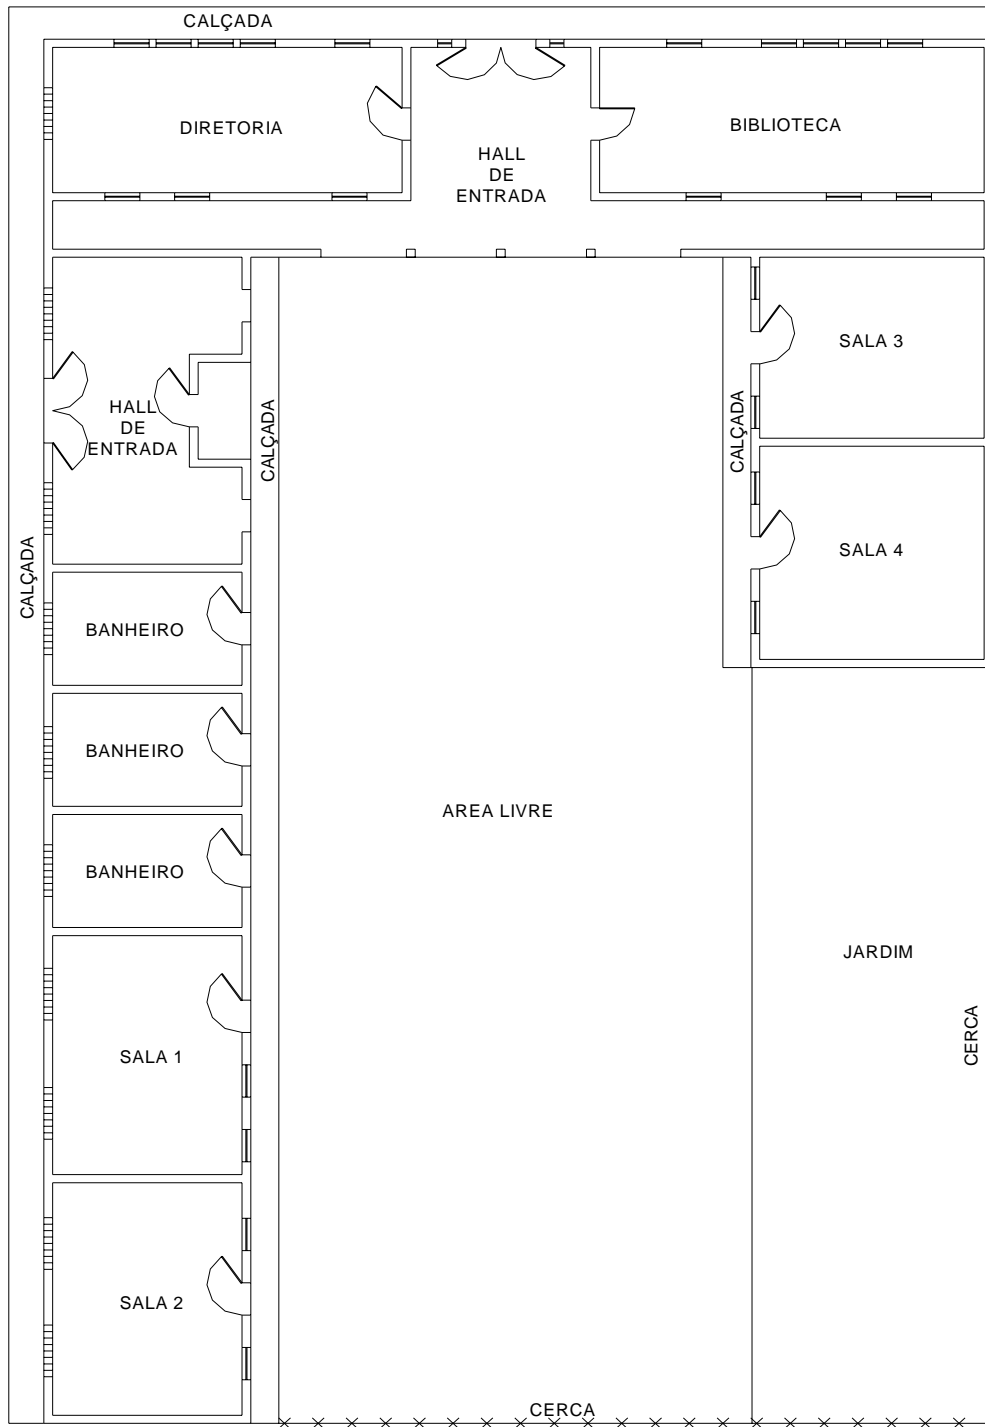 CALÇADA
DIRETORIA
HALL
DE
ENTRADA
BIBLIOTECA
HALL
DE
ENTRADA
CALÇADA
CALÇADA
SALA 3
CALÇADA
SALA 4
BANHEIRO
BANHEIRO
BANHEIRO
AREA LIVRE
JARDIM
CERCA
SALA 1
SALA 2
CERCA